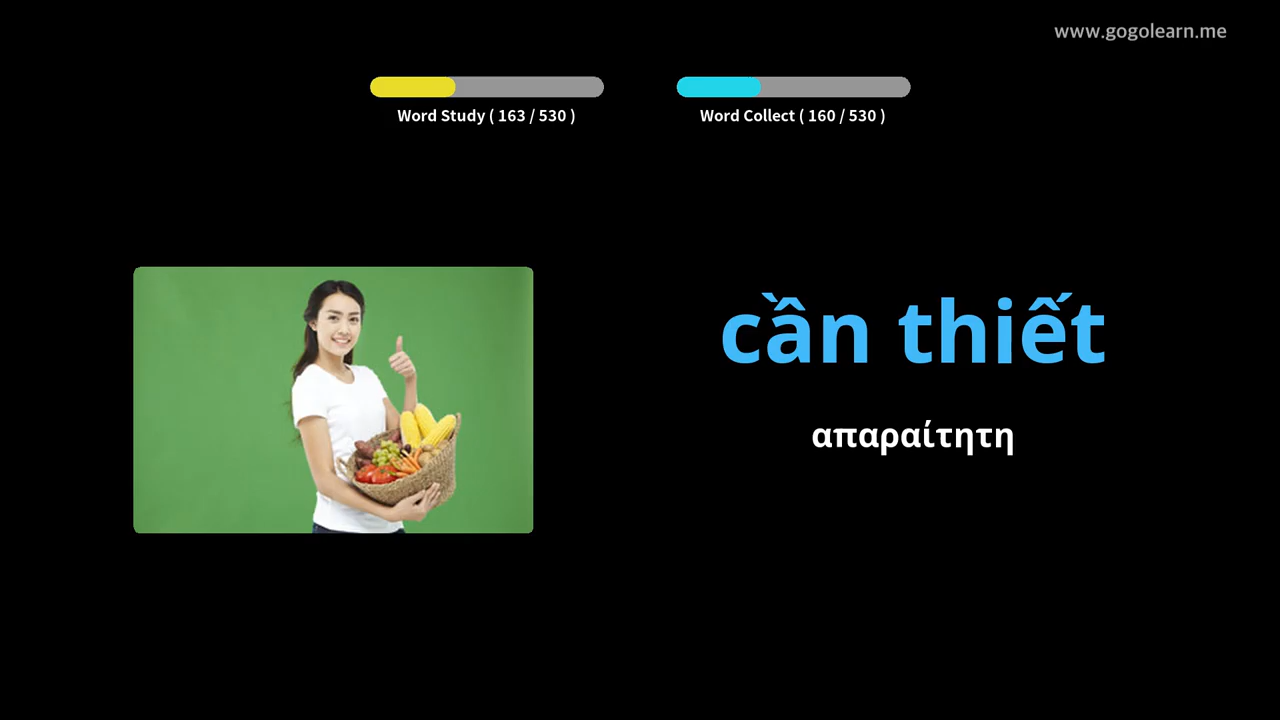 www.gogolearn.me
Word Study ( 163 / 530 )
Word Collect ( 160 / 530 )
cần thiết
απαραίτητη